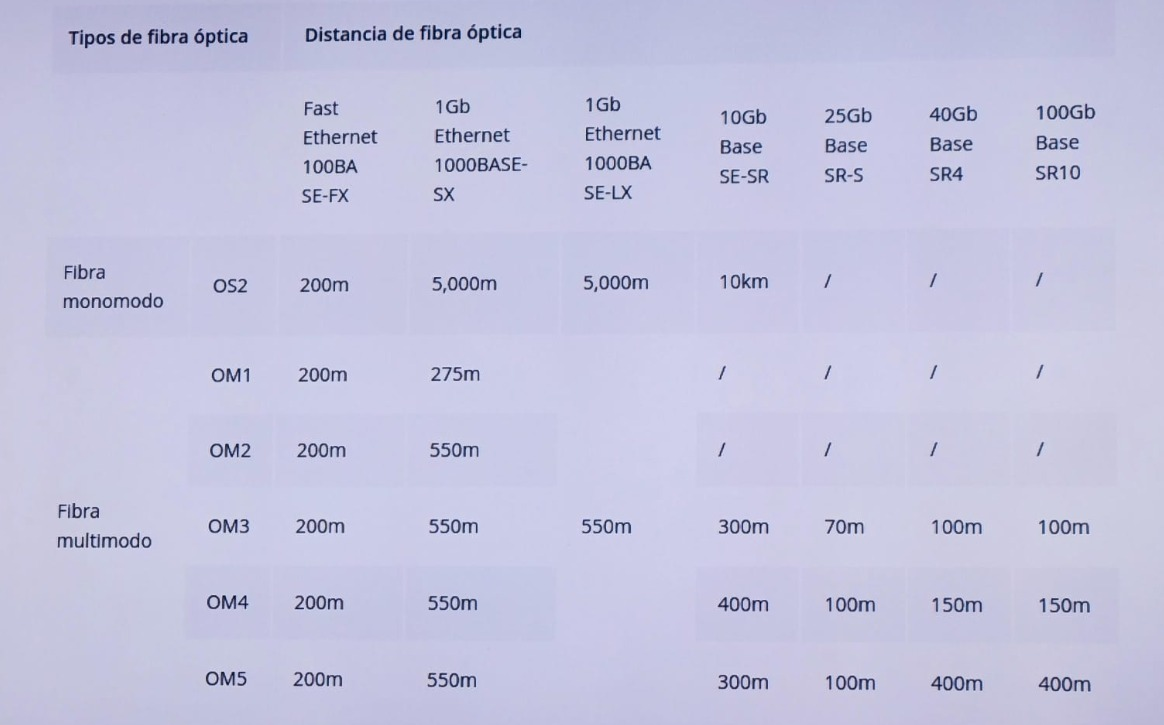 Tipos de fibra óptica Distancia de fibra óptica
Fast Ethernet 100BA SE-FX 1Gb Ethernet 1000BASE- SX 1Gb Ethernet 1000BA SE-LX 10Gb Base SE-SR 25Gb Base SR-S 40Gb Base SR4 100Gb Base SR10
Fibra monomodo OS2 200m 5,000m 5,000m 10km / / /
OM1 200m 275m / / / /
OM2 200m 550m / / / /
Fibra multimodo OM3 200m 550m 550m 300m 70m 100m 100m
OM4 200m 550m 400m 100m 150m 150m
OM5 200m 550m 300m 100m 400m 400m